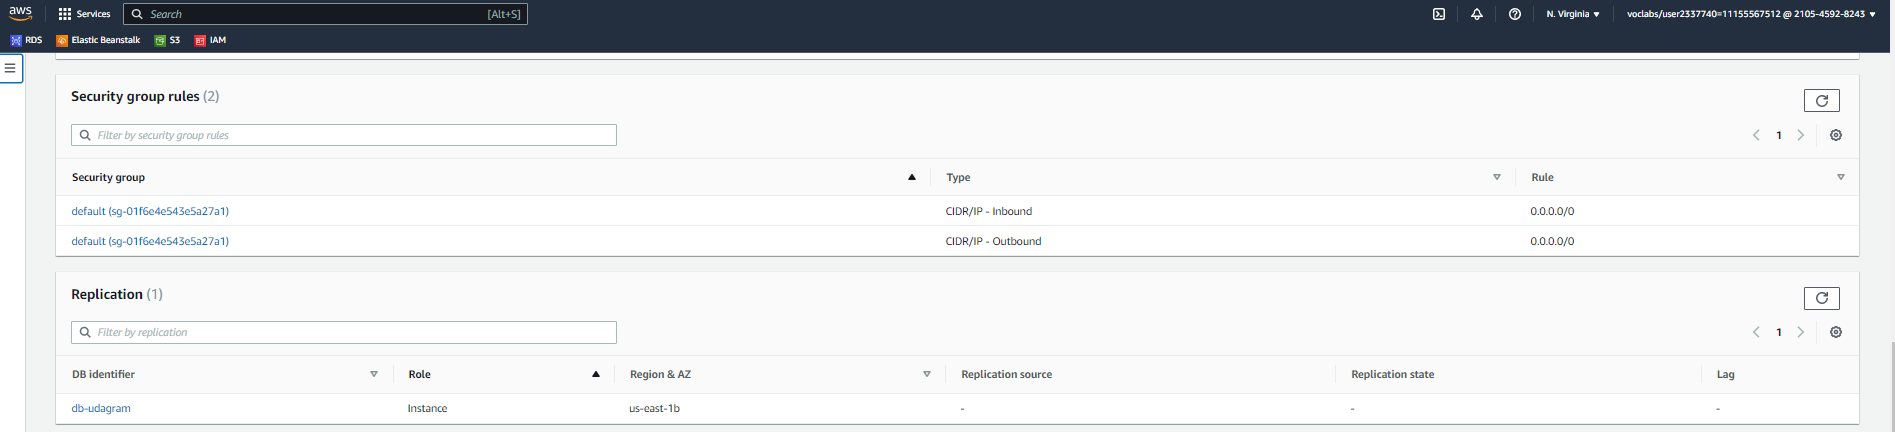 aws Services Search [Alt+S] N. Virginia voclabs/user2337740=11155567512 @ 2105-4592-8243
RDS Elastic Beanstalk S3 IAM
Security group rules (2)
Filter by security group rules
1
Security group Type Rule
default (sg-01f6e4e543e5a27a1) CIDR/IP - Inbound 0.0.0.0/0
default (sg-01f6e4e543e5a27a1) CIDR/IP - Outbound 0.0.0.0/0
Replication (1)
Filter by replication
1
DB identifier Role Region & AZ Replication source Replication state Lag
db-udagram Instance us-east-1b - - -